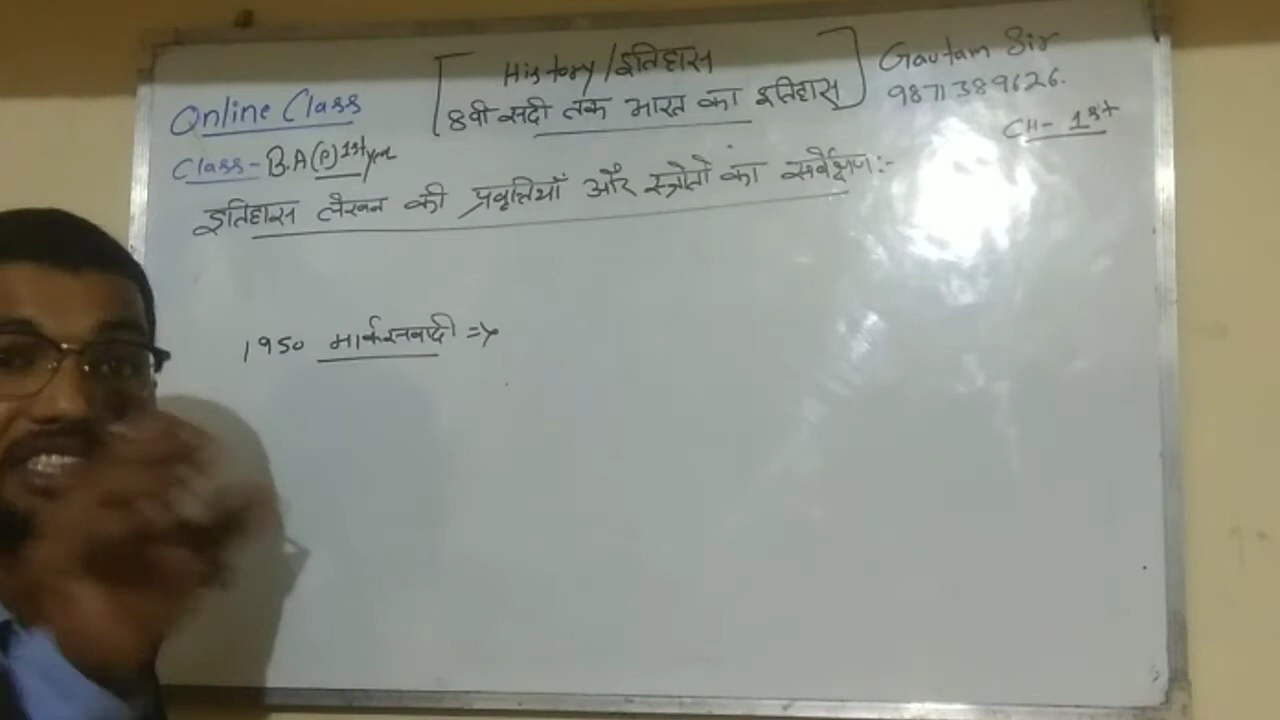 [ History/इतिहास
8वी सदी तक भारत का इतिहास ]
Gautam Sir
9871389626.
Online Class
CH- 1st
Class- B.A(P) 1st year
इतिहास लेखन की प्रवृत्तियाँ और स्त्रोतों का सर्वेक्षण:-
1950 मार्कसवादी =>